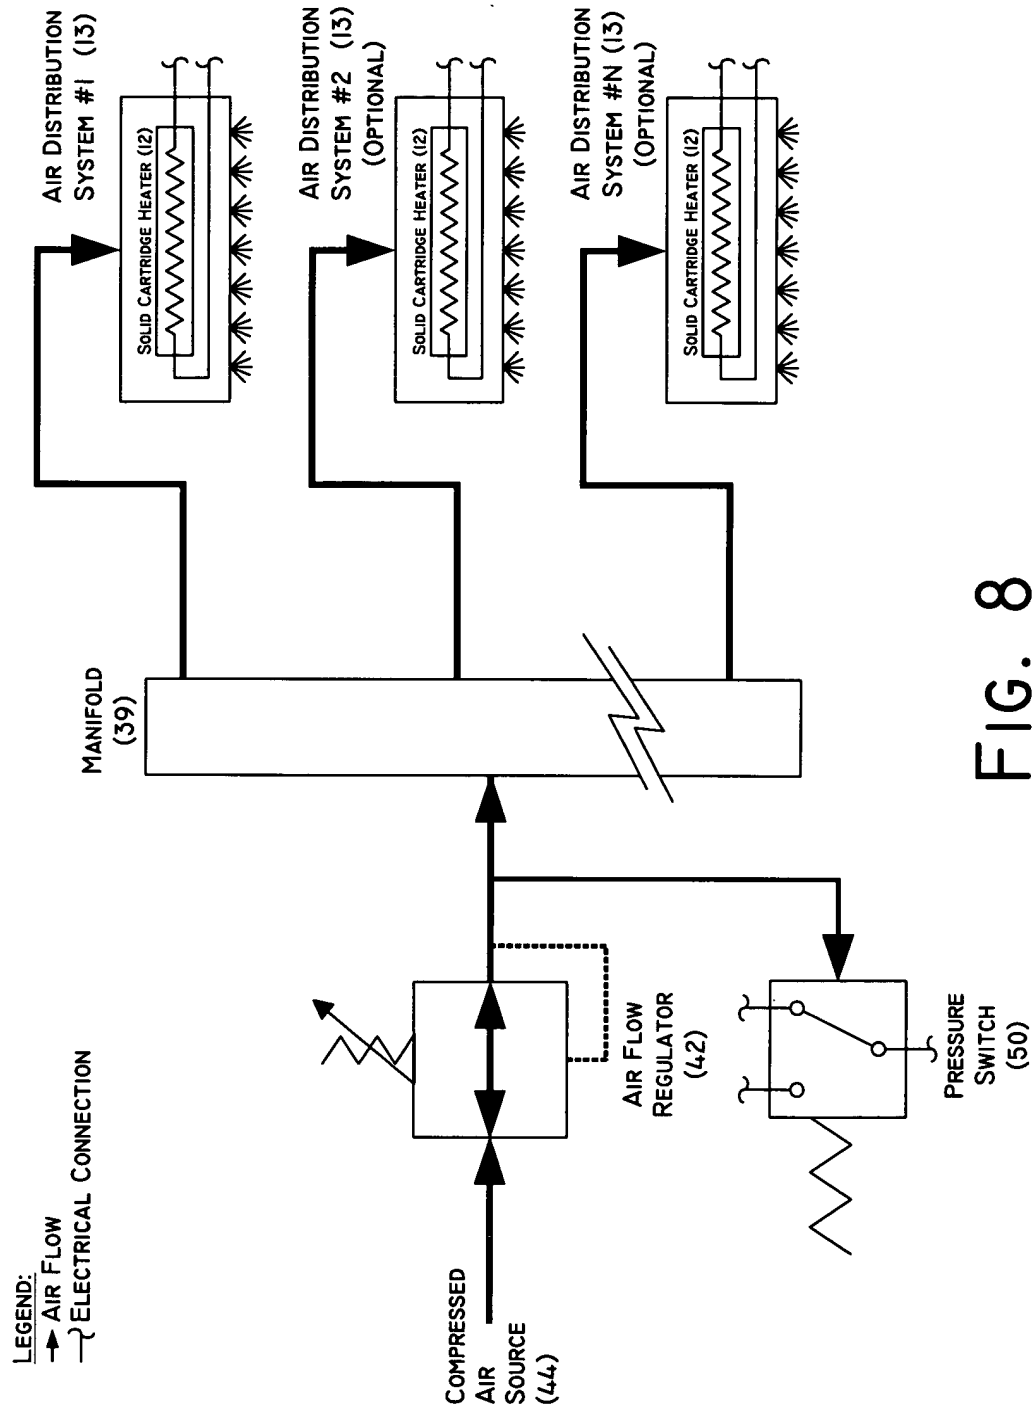 LEGEND:
AIR FLOW
ELECTRICAL CONNECTION
COMPRESSED
AIR
SOURCE
(44)
AIR FLOW
REGULATOR
(42)
PRESSURE
SWITCH
(50)
MANIFOLD
(39)
AIR DISTRIBUTION
SYSTEM #1 (13)
SOLID CARTRIDGE HEATER (12)
AIR DISTRIBUTION
SYSTEM #2 (13)
(OPTIONAL)
SOLID CARTRIDGE HEATER (12)
AIR DISTRIBUTION
SYSTEM #N (13)
(OPTIONAL)
SOLID CARTRIDGE HEATER (12)
FIG. 8